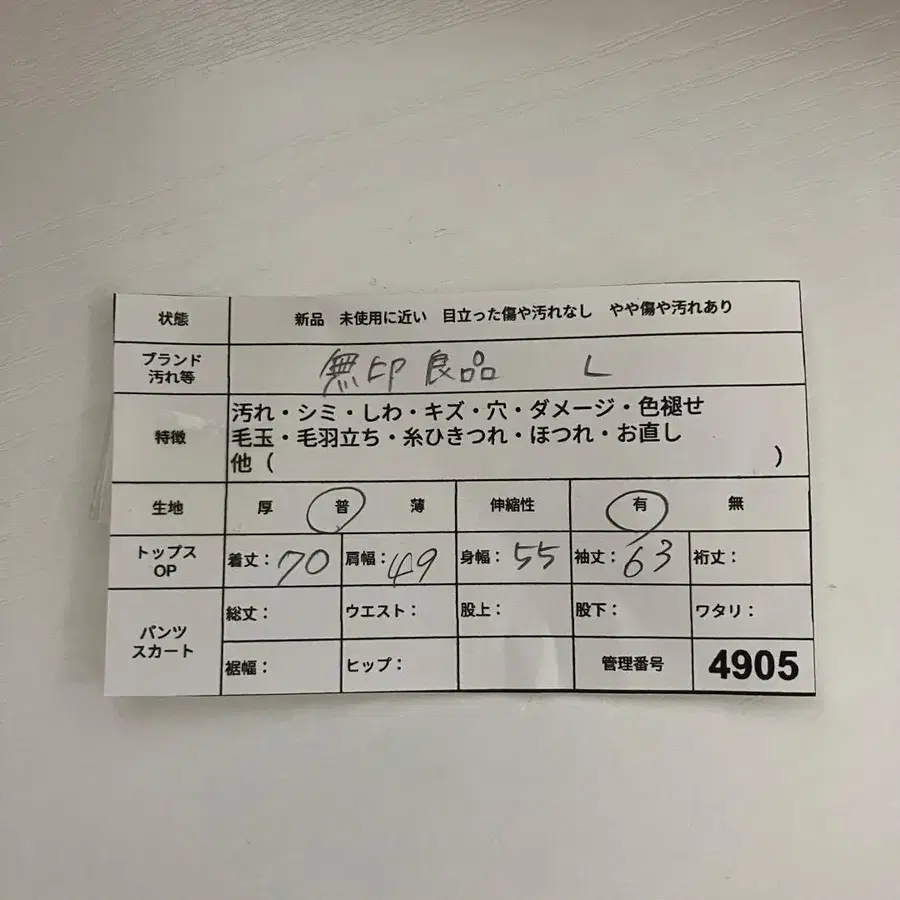 状態 新品 未使用に近い 目立った傷や汚れなし やや傷や汚れあり
ブランド 無印良品 L
汚れ等
汚れ・シミ・しわ・キズ・穴・ダメージ・色褪せ
特徴 毛玉・毛羽立ち・糸ひきつれ・ほつれ・お直し
他（ ）
生地 厚 普 薄 伸縮性 有 無
トップス 着丈：70 肩幅：49 身幅：55 袖丈：63 裄丈：
OP
総丈： ウエスト： 股上： 股下： ワタリ：
パンツ
スカート
裾幅： ヒップ： 管理番号 4905